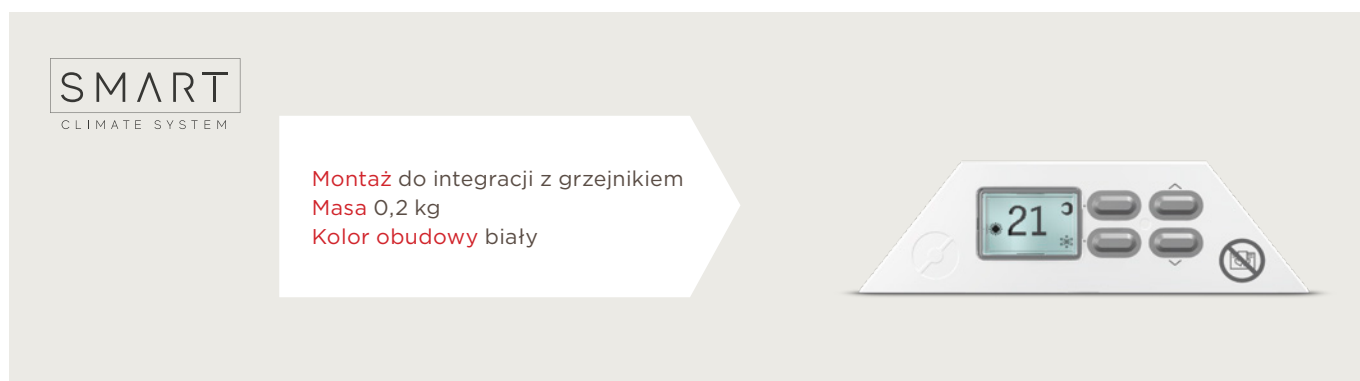 SMART
CLIMATE SYSTEM
Montaż do integracji z grzejnikiem
Masa 0,2 kg
Kolor obudowy biały
21